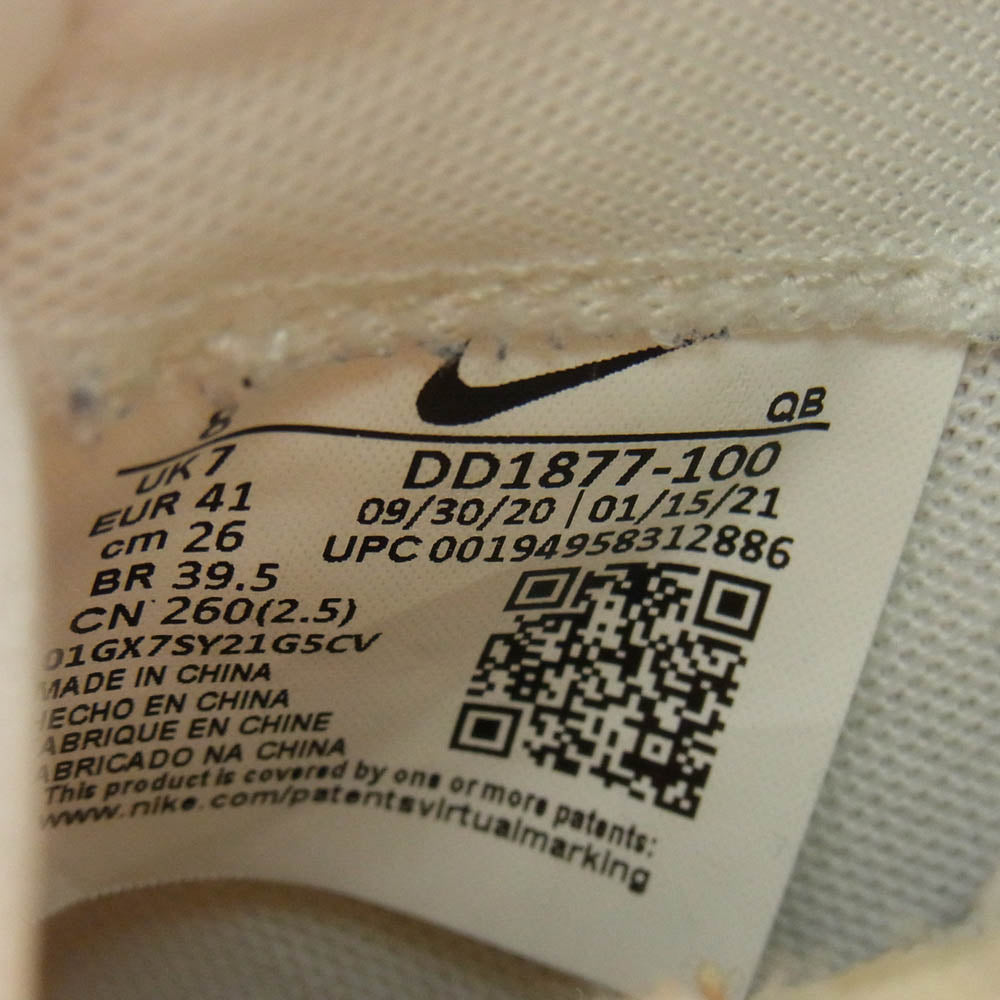 8
QB
UK 7
EUR 41
cm 26
BR 39.5
CN 260(2.5)
DD1877-100
09/30/20 | 01/15/21
UPC 00194958312886
01GX7SY21G5CV
MADE IN CHINA
HECHO EN CHINA
FABRIQUE EN CHINE
FABRICADO NA CHINA
This product is covered by one or more patents:
www.nike.com/patentsvirtualmarking